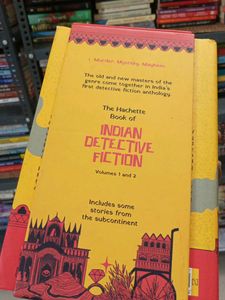 Murder. Mystery. Mayhem.
The old and new masters of the
genre come together in India's
first detective fiction anthology.
The Hachette
Book of
INDIAN
DETECTIVE
FICTION
Volumes 1 and 2
Includes some
stories from
the subcontinent